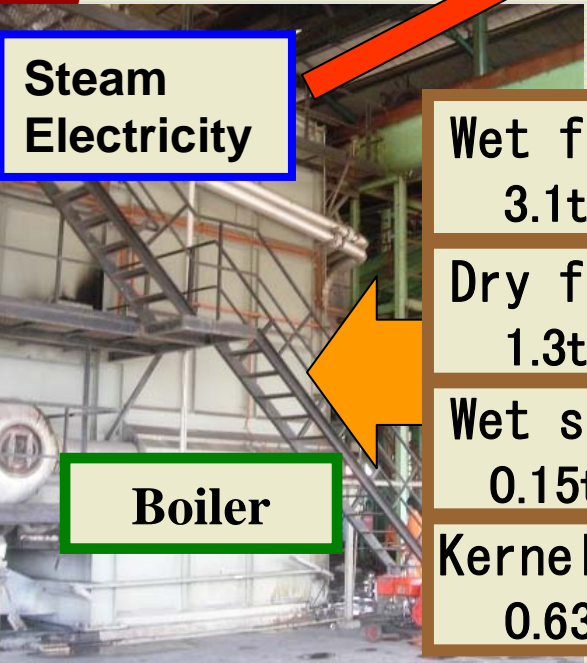 Steam
Electricity
Wet f
3.1t
Dry f
1.3t
Boiler
Wet s
0.15t
Kernel
0.63